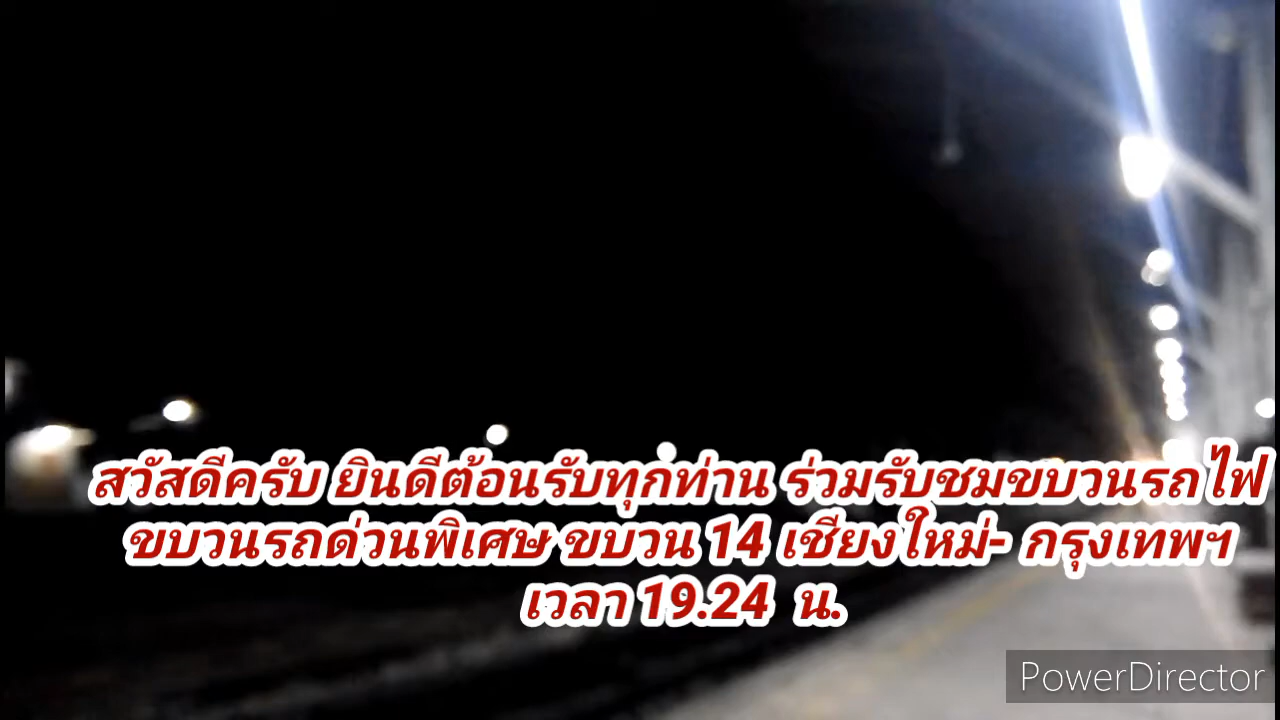 สวัสดีครับ ยินดีต้อนรับทุกท่าน ร่วมรับชมขบวนรถไฟ
ขบวนรถด่วนพิเศษ ขบวน 14 เชียงใหม่- กรุงเทพฯ
เวลา 19.24 น.
PowerDirector